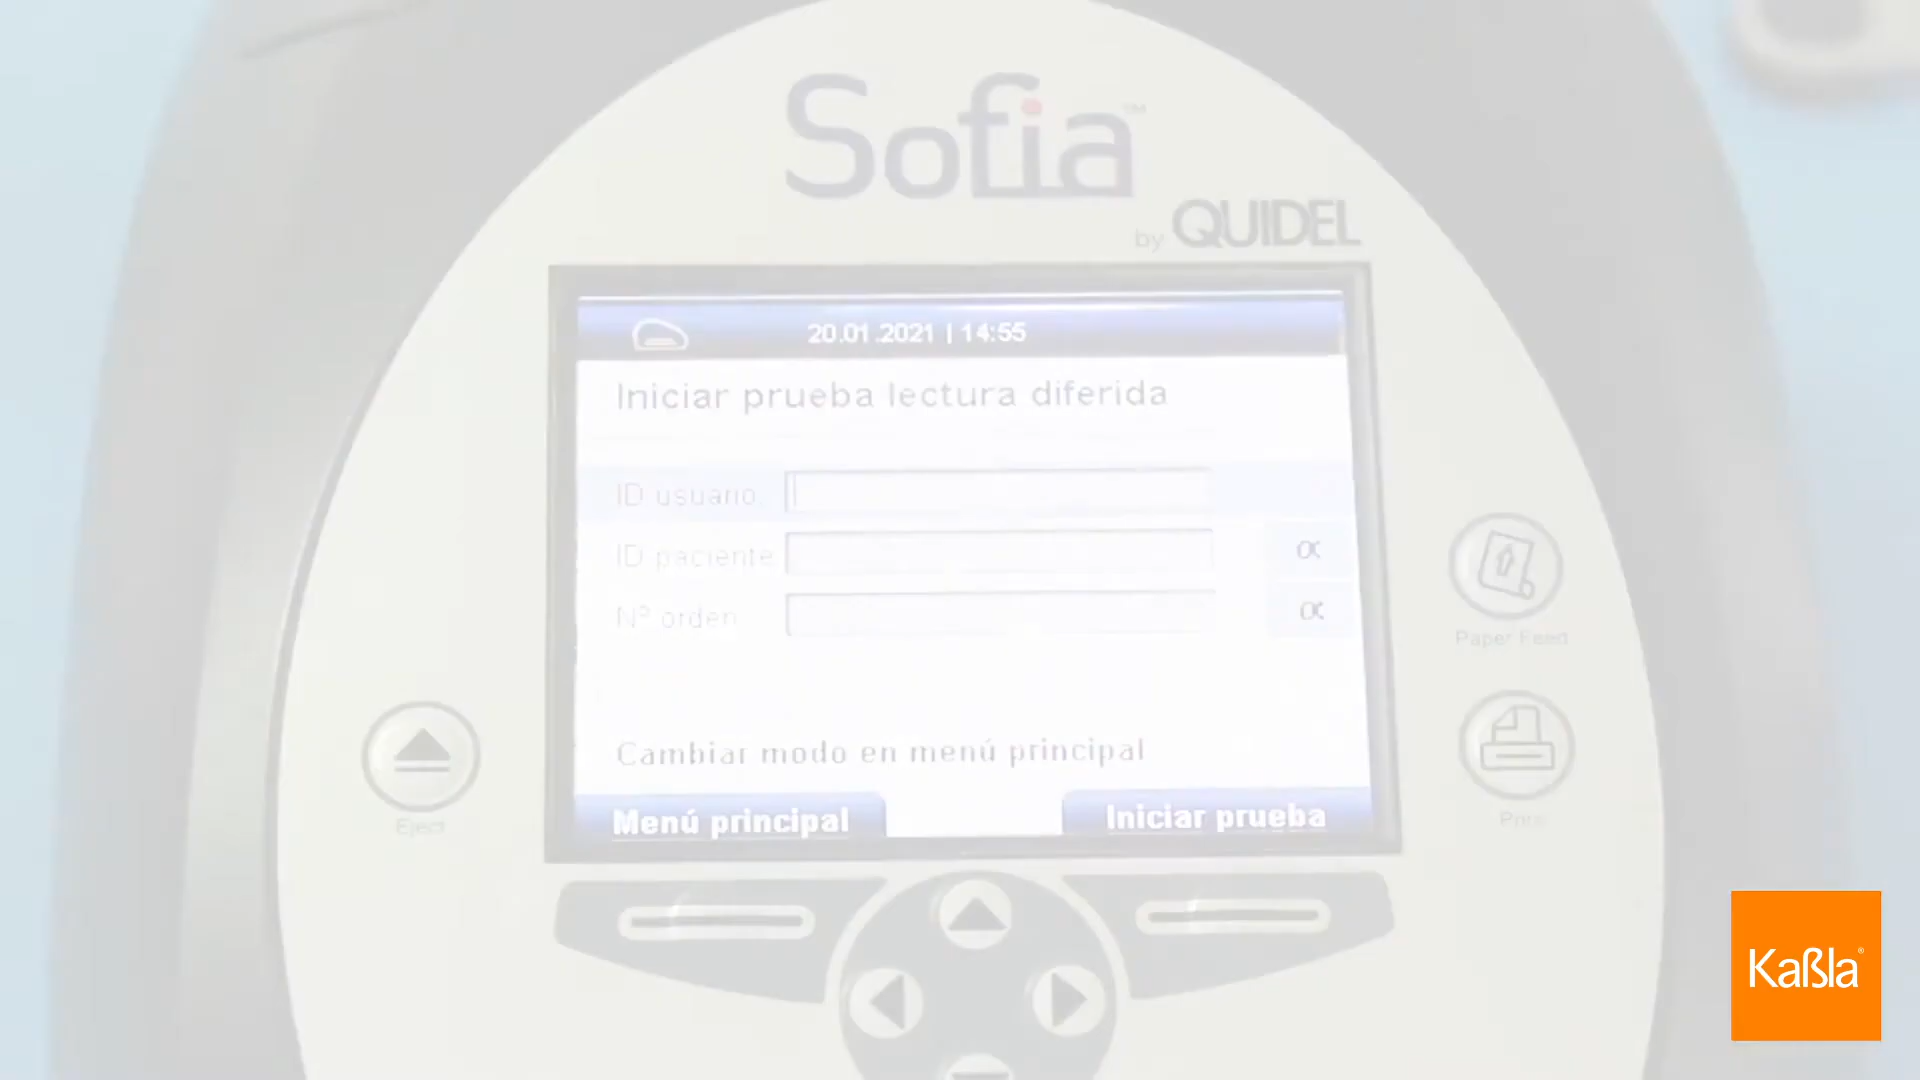 Sofia™
by QUIDEL
20.01.2021 | 14:55
Iniciar prueba lectura diferida
ID usuario
ID paciente
α
Nº orden
α
Cambiar modo en menú principal
Menú principal
Iniciar prueba
Paper Feed
Eject
Print
Kaßla®